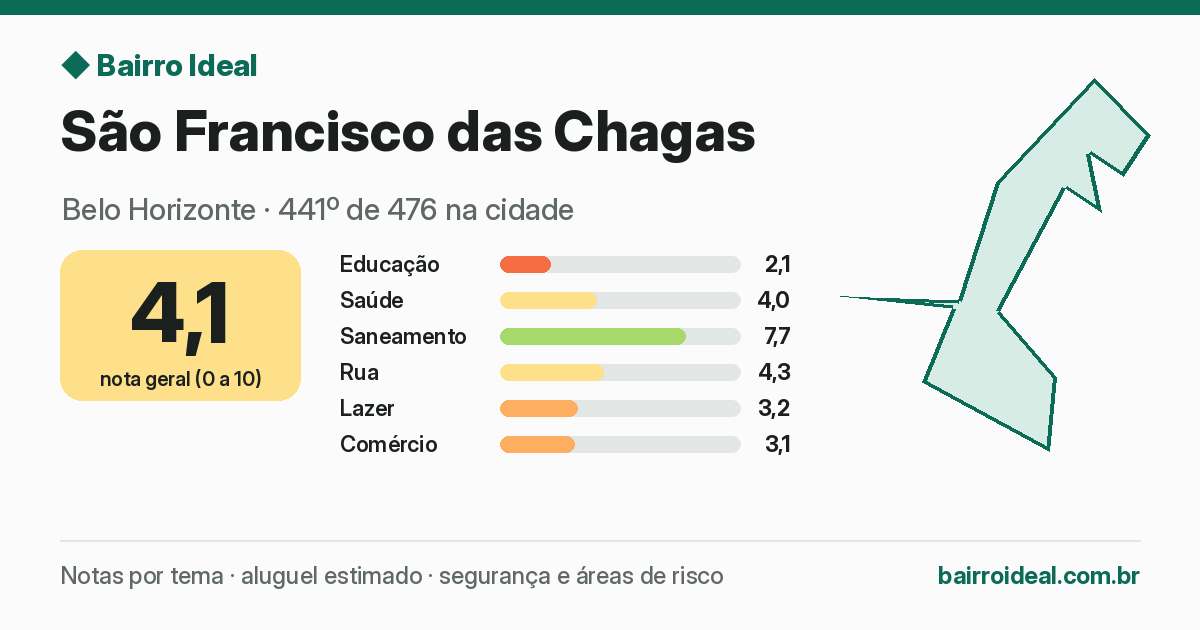 Bairro Ideal
São Francisco das Chagas
Belo Horizonte · 441º de 476 na cidade
4,1
nota geral (0 a 10)
Educação 2,1
Saúde 4,0
Saneamento 7,7
Rua 4,3
Lazer 3,2
Comércio 3,1
Notas por tema · aluguel estimado · segurança e áreas de risco
bairroideal.com.br